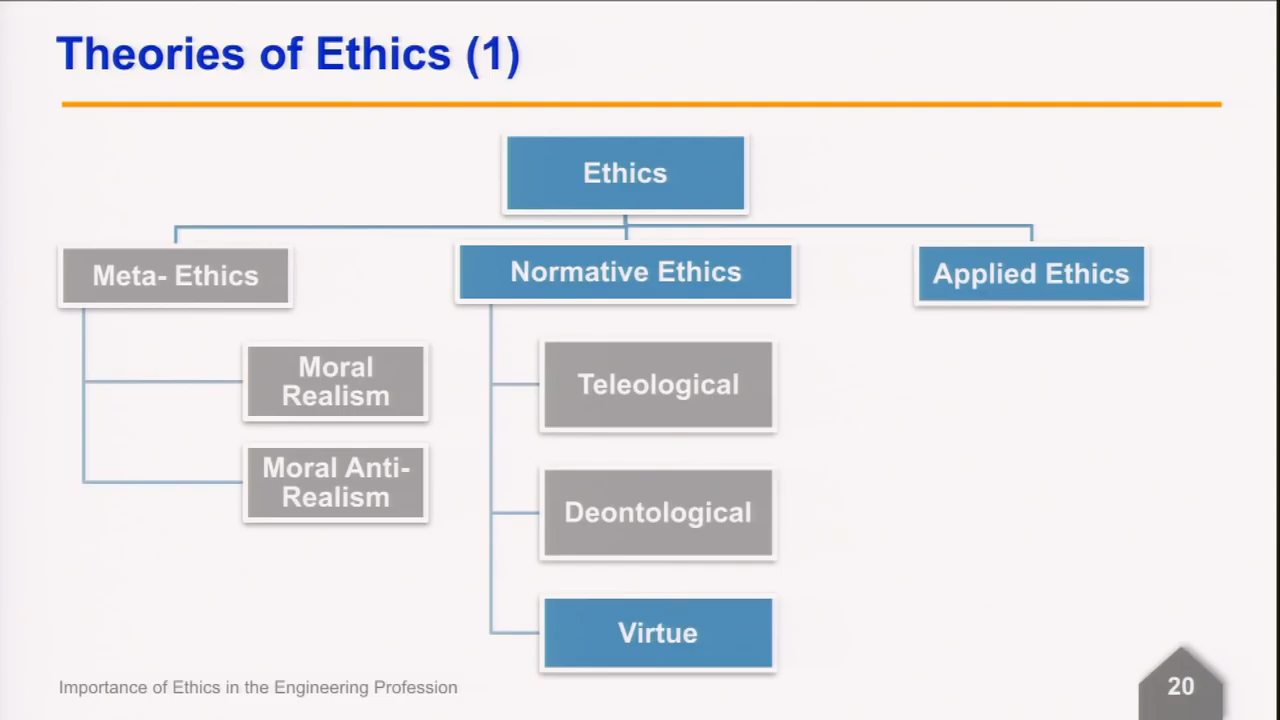 Theories of Ethics (1)
Ethics
Meta- Ethics
Normative Ethics
Applied Ethics
Moral
Realism
Moral Anti-
Realism
Teleological
Deontological
Virtue
Importance of Ethics in the Engineering Profession
20